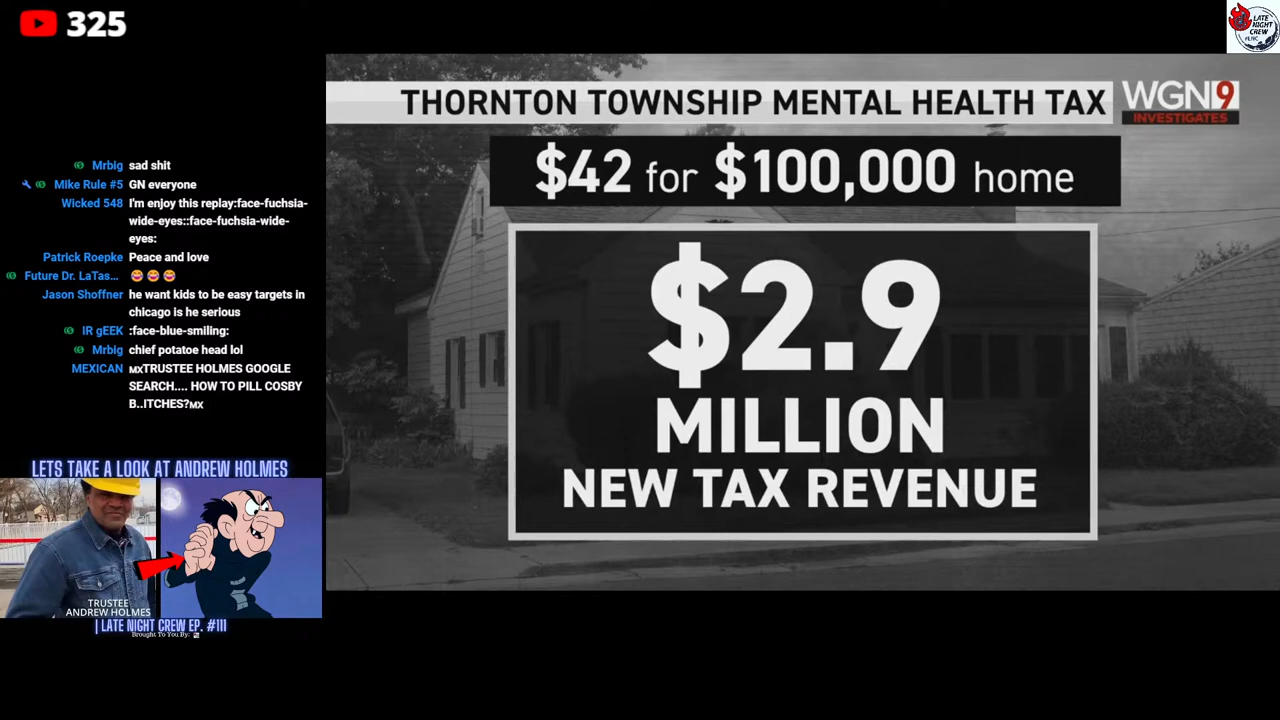 325
LATE
NIGHT
CREW
#LNC
THORNTON TOWNSHIP MENTAL HEALTH TAX
WGN9
INVESTIGATES
$42 for $100,000 home
$2.9
MILLION
NEW TAX REVENUE
Mrbig sad shit
Mike Rule #5 GN everyone
Wicked 548 I'm enjoy this replay:face-fuchsia-
wide-eyes::face-fuchsia-wide-
eyes:
Patrick Roepke Peace and love
Future Dr. LaTas... 😂😂😂
Jason Shoffner he want kids to be easy targets in
chicago is he serious
IR gEEK :face-blue-smiling:
Mrbig chief potatoe head lol
MEXICAN MXTRUSTEE HOLMES GOOGLE
SEARCH.... HOW TO PILL COSBY
B..ITCHES?MX
LETS TAKE A LOOK AT ANDREW HOLMES
TRUSTEE
ANDREW HOLMES
| LATE NIGHT CREW EP. #111
Brought To You By: